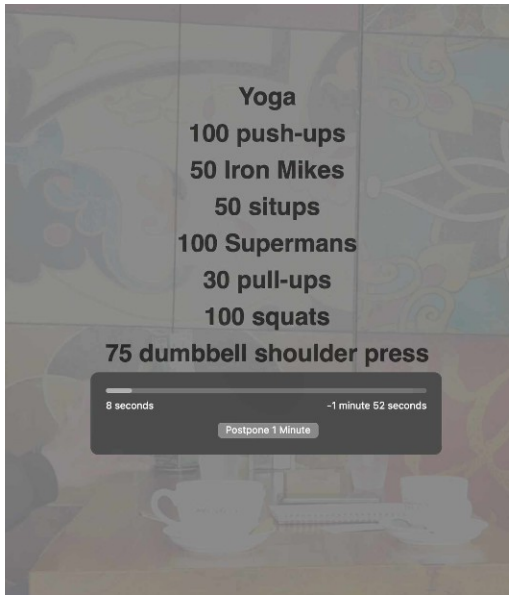 Yoga
100 push-ups
50 Iron Mikes
50 situps
100 Supermans
30 pull-ups
100 squats
75 dumbbell shoulder press
8 seconds
-1 minute 52 seconds
Postpone 1 Minute